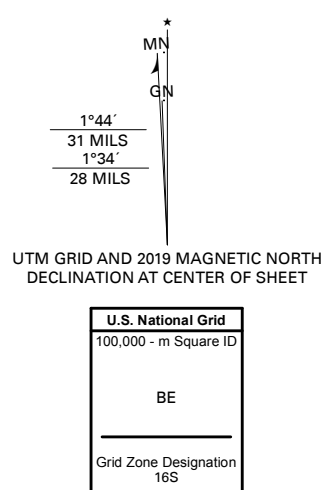 ★
MN
GN
1°44´
31 MILS
1°34´
28 MILS
UTM GRID AND 2019 MAGNETIC NORTH
DECLINATION AT CENTER OF SHEET
U.S. National Grid
100,000 - m Square ID
BE
Grid Zone Designation
16S